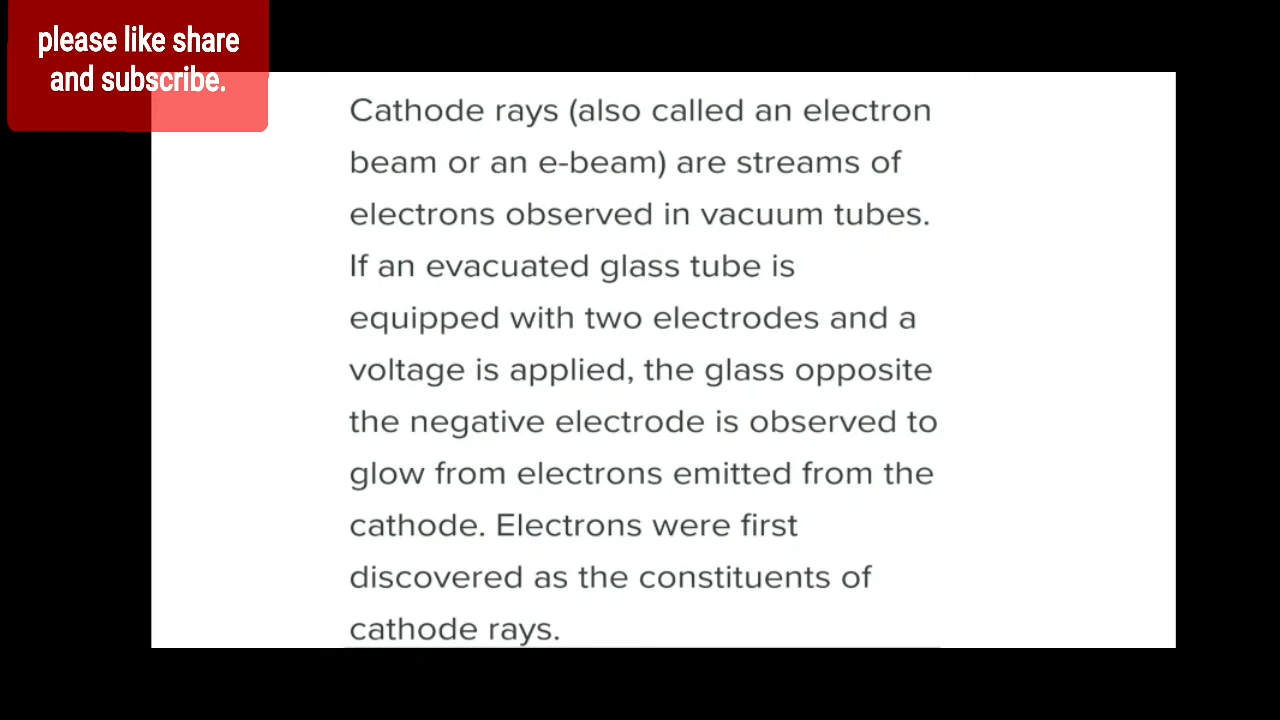 please like share
and subscribe.
Cathode rays (also called an electron
beam or an e-beam) are streams of
electrons observed in vacuum tubes.
If an evacuated glass tube is
equipped with two electrodes and a
voltage is applied, the glass opposite
the negative electrode is observed to
glow from electrons emitted from the
cathode. Electrons were first
discovered as the constituents of
cathode rays.